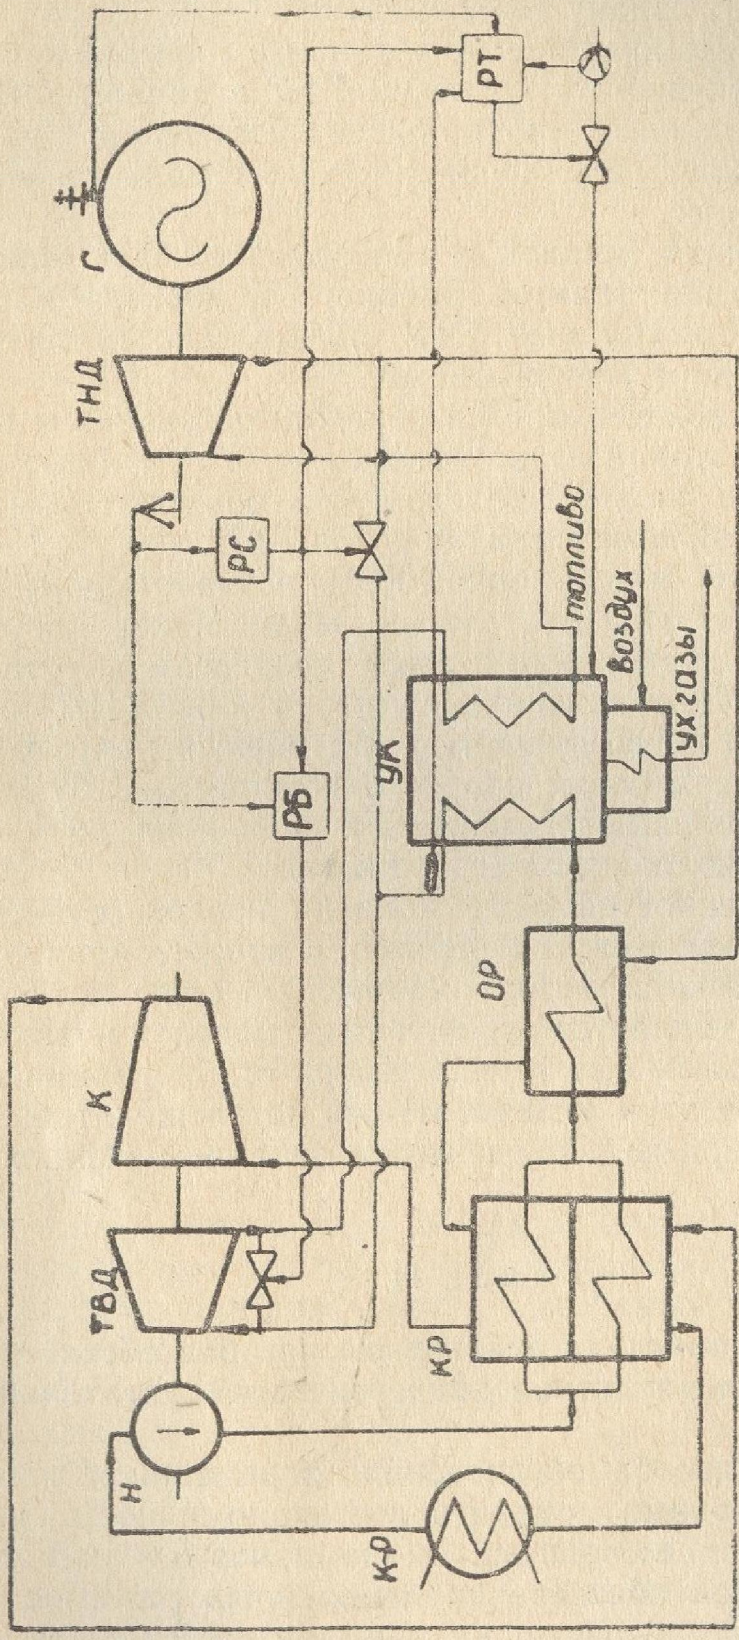 РТ
Г
ТНД
РС
топливо
воздух
ух. газы
УК
РБ
ОР
К
ТВД
КР
Н
К-Р